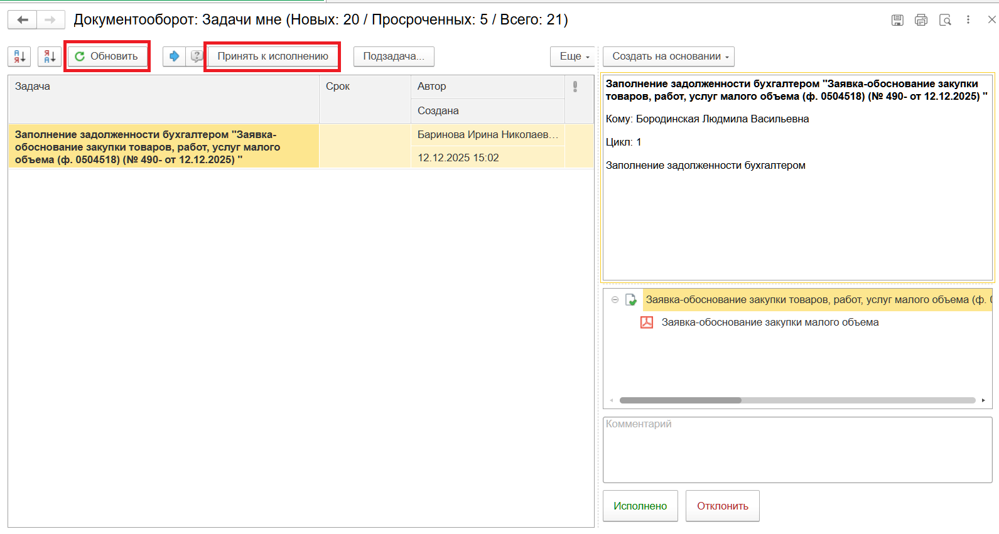 Документооборот: Задачи мне (Новых: 20 / Просроченных: 5 / Всего: 21)
А Я
Я А
Обновить
?
Принять к исполнению
Подзадача...
Еще
Создать на основании
Задача
Срок
Автор
Создана
Заполнение задолженности бухгалтером "Заявка-
обоснование закупки товаров, работ, услуг малого
объема (ф. 0504518) (№ 490- от 12.12.2025) "
Баринова Ирина Николаев...
12.12.2025 15:02
Заполнение задолженности бухгалтером "Заявка-обоснование закупки
товаров, работ, услуг малого объема (ф. 0504518) (№ 490- от 12.12.2025) "
Кому: Бородинская Людмила Васильевна
Цикл: 1
Заполнение задолженности бухгалтером
Заявка-обоснование закупки товаров, работ, услуг малого объема (ф. 0
Заявка-обоснование закупки малого объема
Комментарий
Исполнено
Отклонить